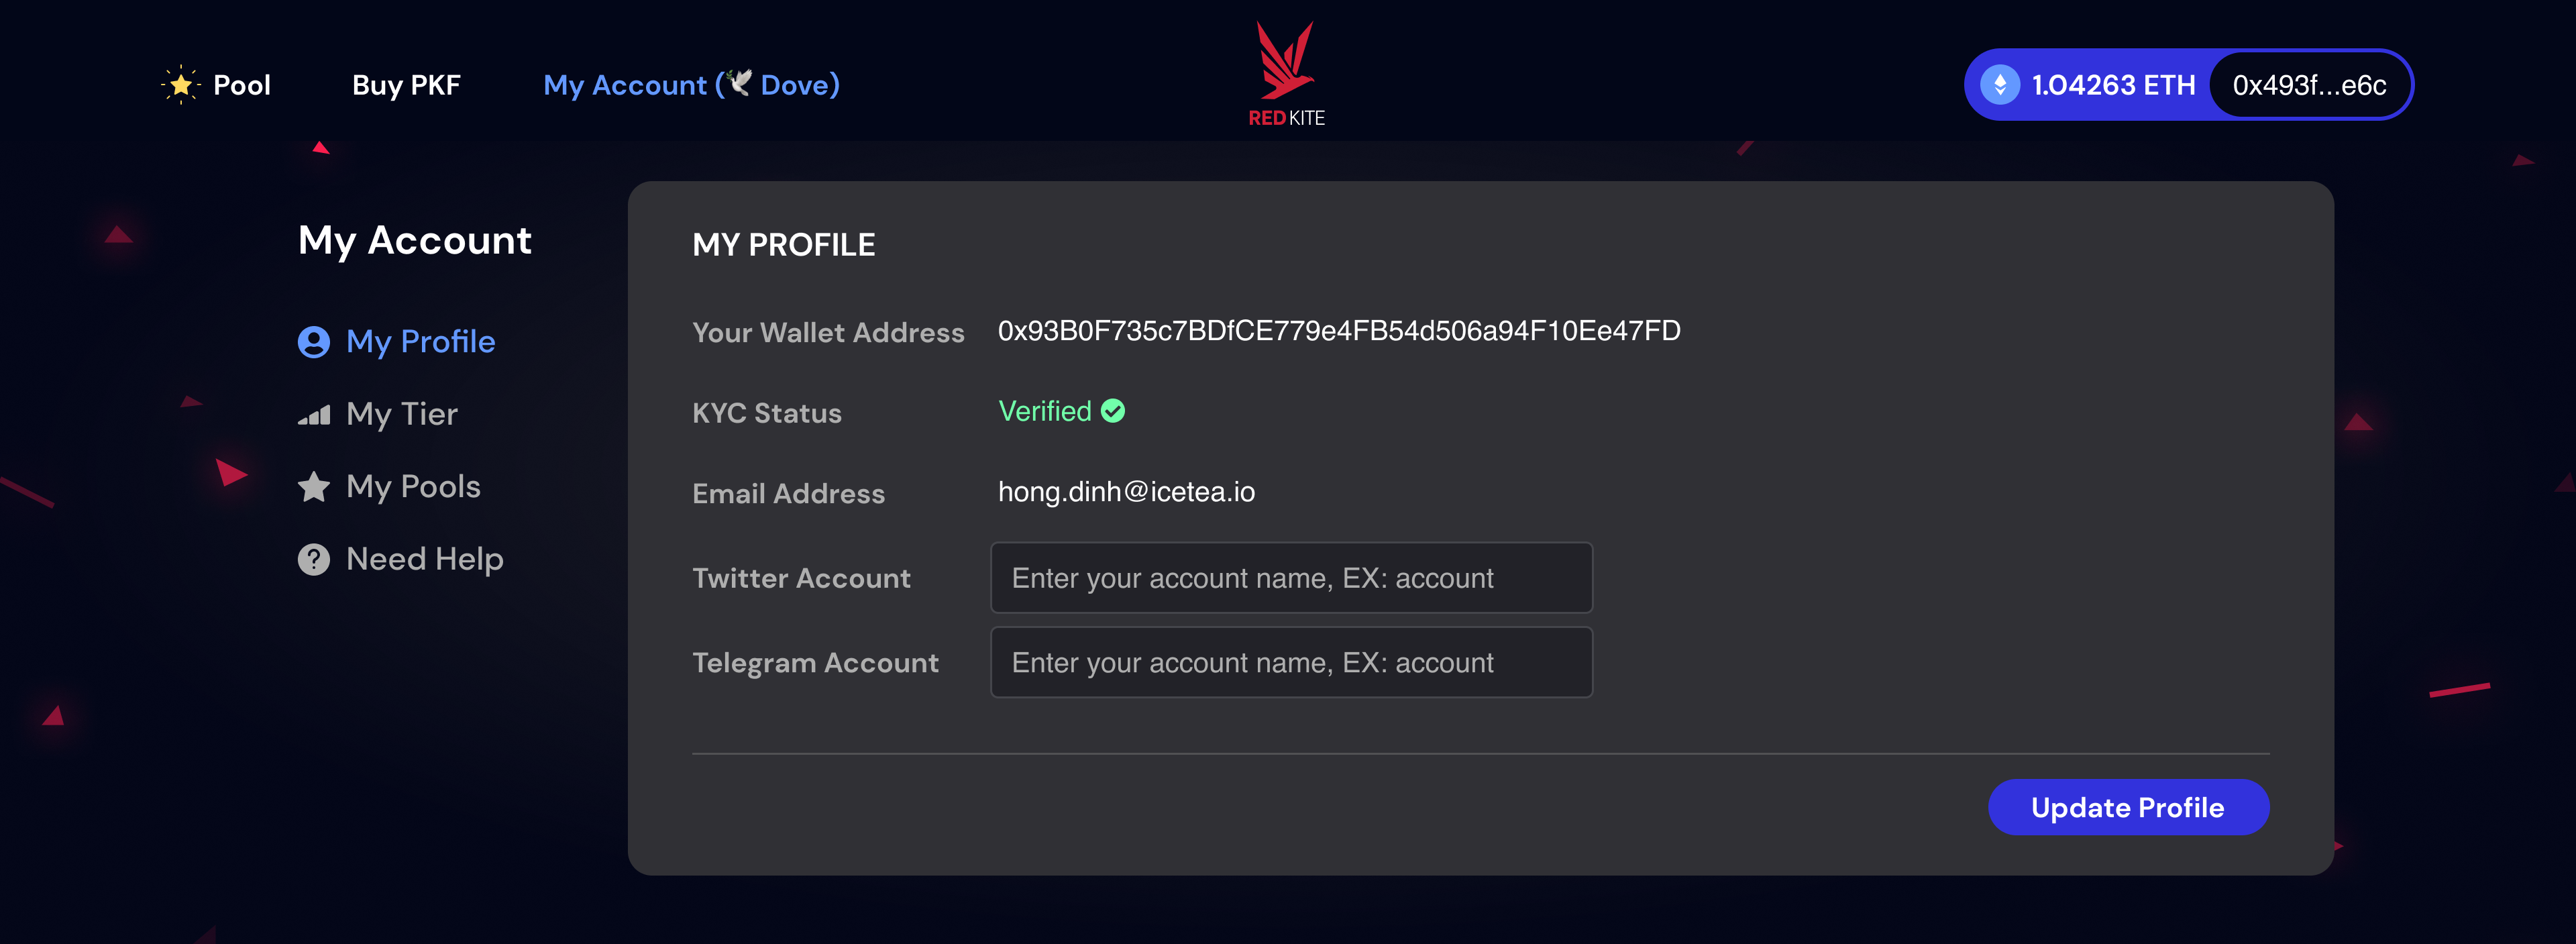 Pool
Buy PKF
My Account (🕊 Dove)
RED KITE
1.04263 ETH
0x493f...e6c
My Account
My Profile
My Tier
My Pools
Need Help
MY PROFILE
Your Wallet Address 0x93B0F735c7BDfCE779e4FB54d506a94F10Ee47FD
KYC Status Verified
Email Address hong.dinh@icetea.io
Twitter Account Enter your account name, EX: account
Telegram Account Enter your account name, EX: account
Update Profile